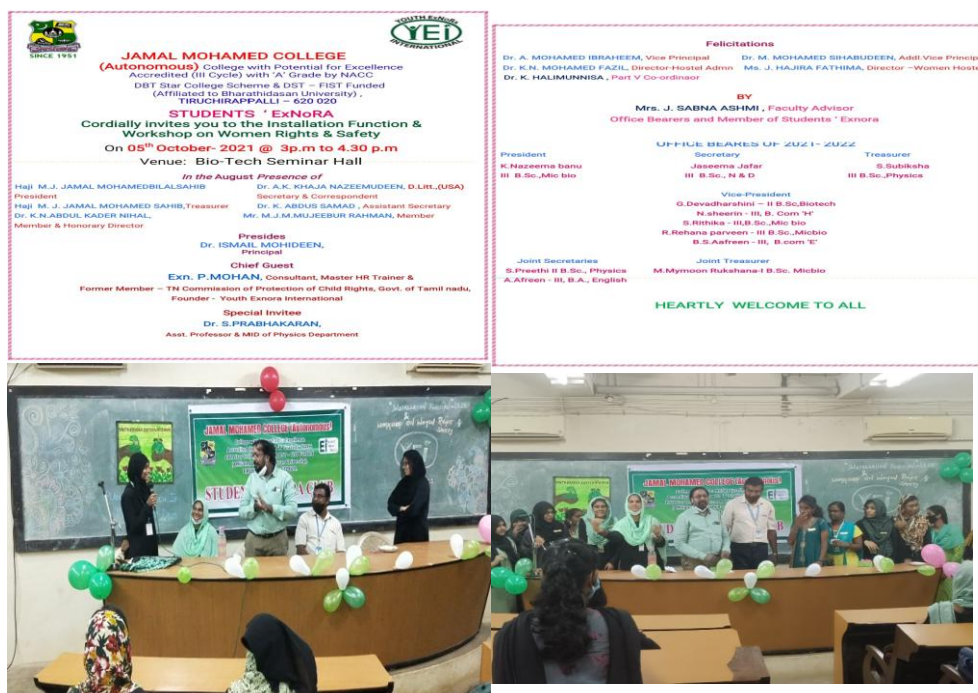 SINCE 1951
YOUTH ExNoRa
YEi
INTERNATIONAL
JAMAL MOHAMED COLLEGE
(Autonomous) College with Potential for Excellence
Accredited (III Cycle) with 'A' Grade by NACC
DBT Star College Scheme & DST – FIST Funded
(Affiliated to Bharathidasan University) ,
TIRUCHIRAPPALLI – 620 020
STUDENTS ' ExNoRA
Cordially invites you to the Installation Function &
Workshop on Women Rights & Safety
On 05th October- 2021 @ 3p.m to 4.30 p.m
Venue: Bio-Tech Seminar Hall
In the August Presence of
Haji M.J. JAMAL MOHAMEDBILALSAHIB
President
Dr. A.K. KHAJA NAZEEMUDEEN, D.Litt.,(USA)
Secretary & Correspondent
Haji M. J. JAMAL MOHAMED SAHIB,Treasurer
Dr. K. ABDUS SAMAD , Assistant Secretary
Dr. K.N.ABDUL KADER NIHAL,
Member & Honorary Director
Mr. M.J.M.MUJEEBUR RAHMAN, Member
Presides
Dr. ISMAIL MOHIDEEN,
Principal
Chief Guest
Exn. P.MOHAN, Consultant, Master HR Trainer &
Former Member – TN Commission of Protection of Child Rights, Govt. of Tamil nadu,
Founder - Youth Exnora International
Special Invitee
Dr. S.PRABHAKARAN,
Asst. Professor & MID of Physics Department
Felicitations
Dr. A. MOHAMED IBRAHEEM, Vice Principal
Dr. M. MOHAMED SIHABUDEEN, Addl.Vice Princip
Dr. K.N. MOHAMED FAZIL, Director-Hostel Admn
Ms. J. HAJIRA FATHIMA, Director –Women Host
Dr. K. HALIMUNNISA , Part V Co-ordinaor
BY
Mrs. J. SABNA ASHMI , Faculty Advisor
Office Bearers and Member of Students ' Exnora
OFFICE BEARES OF 2021- 2022
President
K.Nazeema banu
III B.Sc.,Mic bio
Secretary
Jaseema Jafar
III B.Sc., N & D
Treasurer
S.Subiksha
III B.Sc.,Physics
Vice-President
G.Devadharshini – II B.Sc,Biotech
N.sheerin - III, B. Com 'H'
S.Rithika - III,B.Sc.,Mic bio
R.Rehana parveen - III B.Sc.,Micbio
B.S.Aafreen - III, B.com 'E'
Joint Secretaries
S.Preethi II B.Sc., Physics
A.Afreen - III, B.A., English
Joint Treasurer
M.Mymoon Rukshana-I B.Sc. Micbio
HEARTLY WELCOME TO ALL
JAMAL MOHAMED COLLEGE (Autonomous)
STUDEN
JAMAL MOHAMED COLLEGE